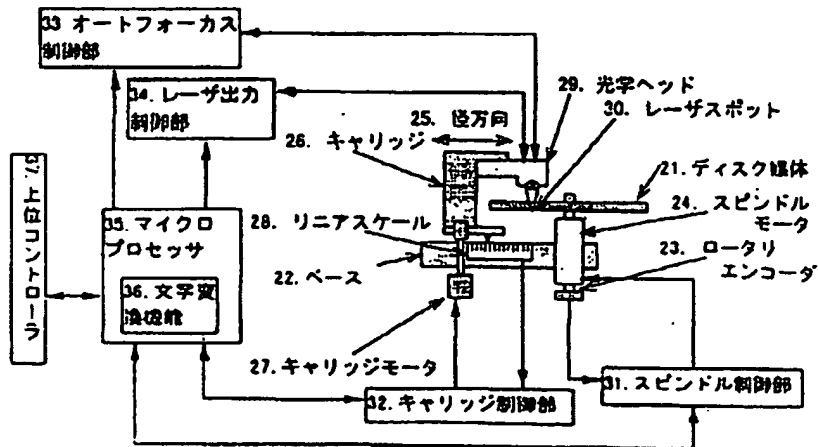 33 オートフォーカス
制御部
34. レーザ出力
制御部
25. 径方向
26. キャリッジ
29. 光学ヘッド
30. レーザスポット
21. ディスク媒体
24. スピンドル
モータ
23. ロータリ
エンコーダ
28. リニアスケール
22. ベース
27. キャリッジモータ
37. 上位コントローラ
35. マイクロ
プロセッサ
36. 文字変
換機能
32. キャリッジ制御部
31. スピンドル制御部